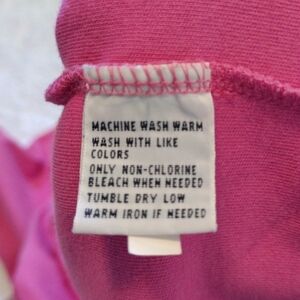 MACHINE WASH WARM
WASH WITH LIKE
COLORS
ONLY NON-CHLORINE
BLEACH WHEN NEEDED
TUMBLE DRY LOW
WARM IRON IF NEEDED